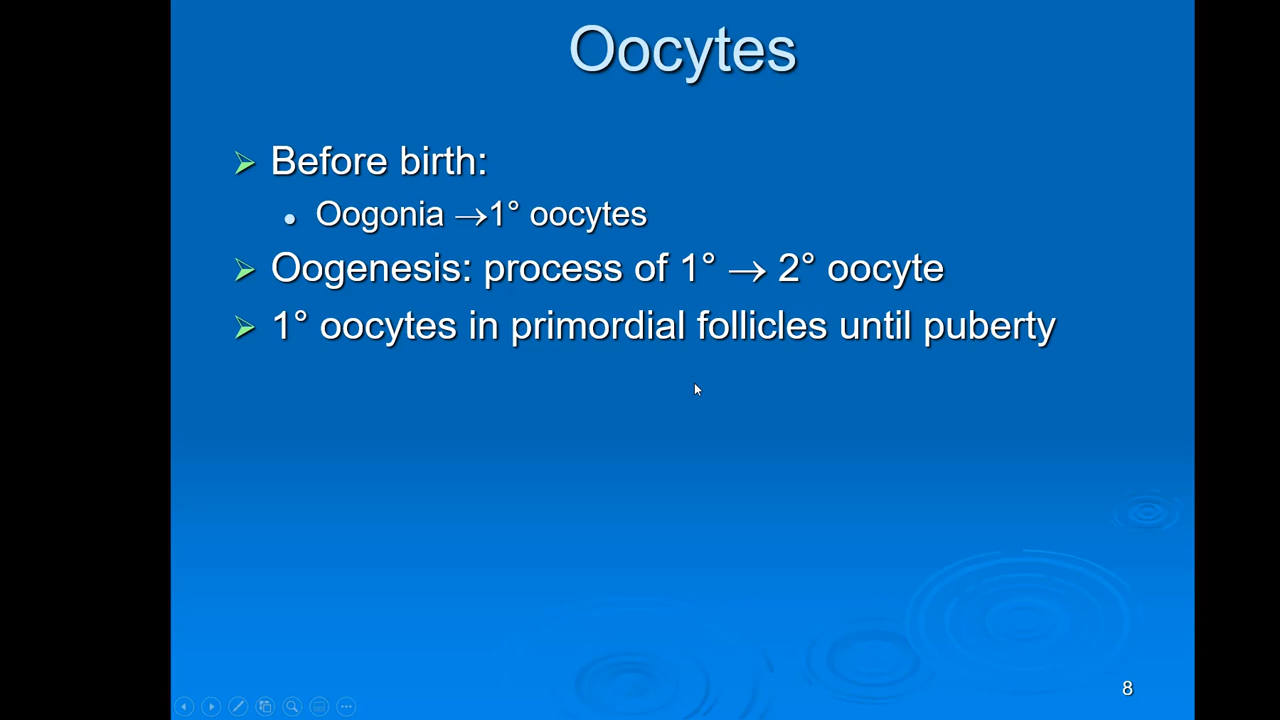 Oocytes
Before birth:
Oogonia →1° oocytes
Oogenesis: process of 1° → 2° oocyte
1° oocytes in primordial follicles until puberty
8